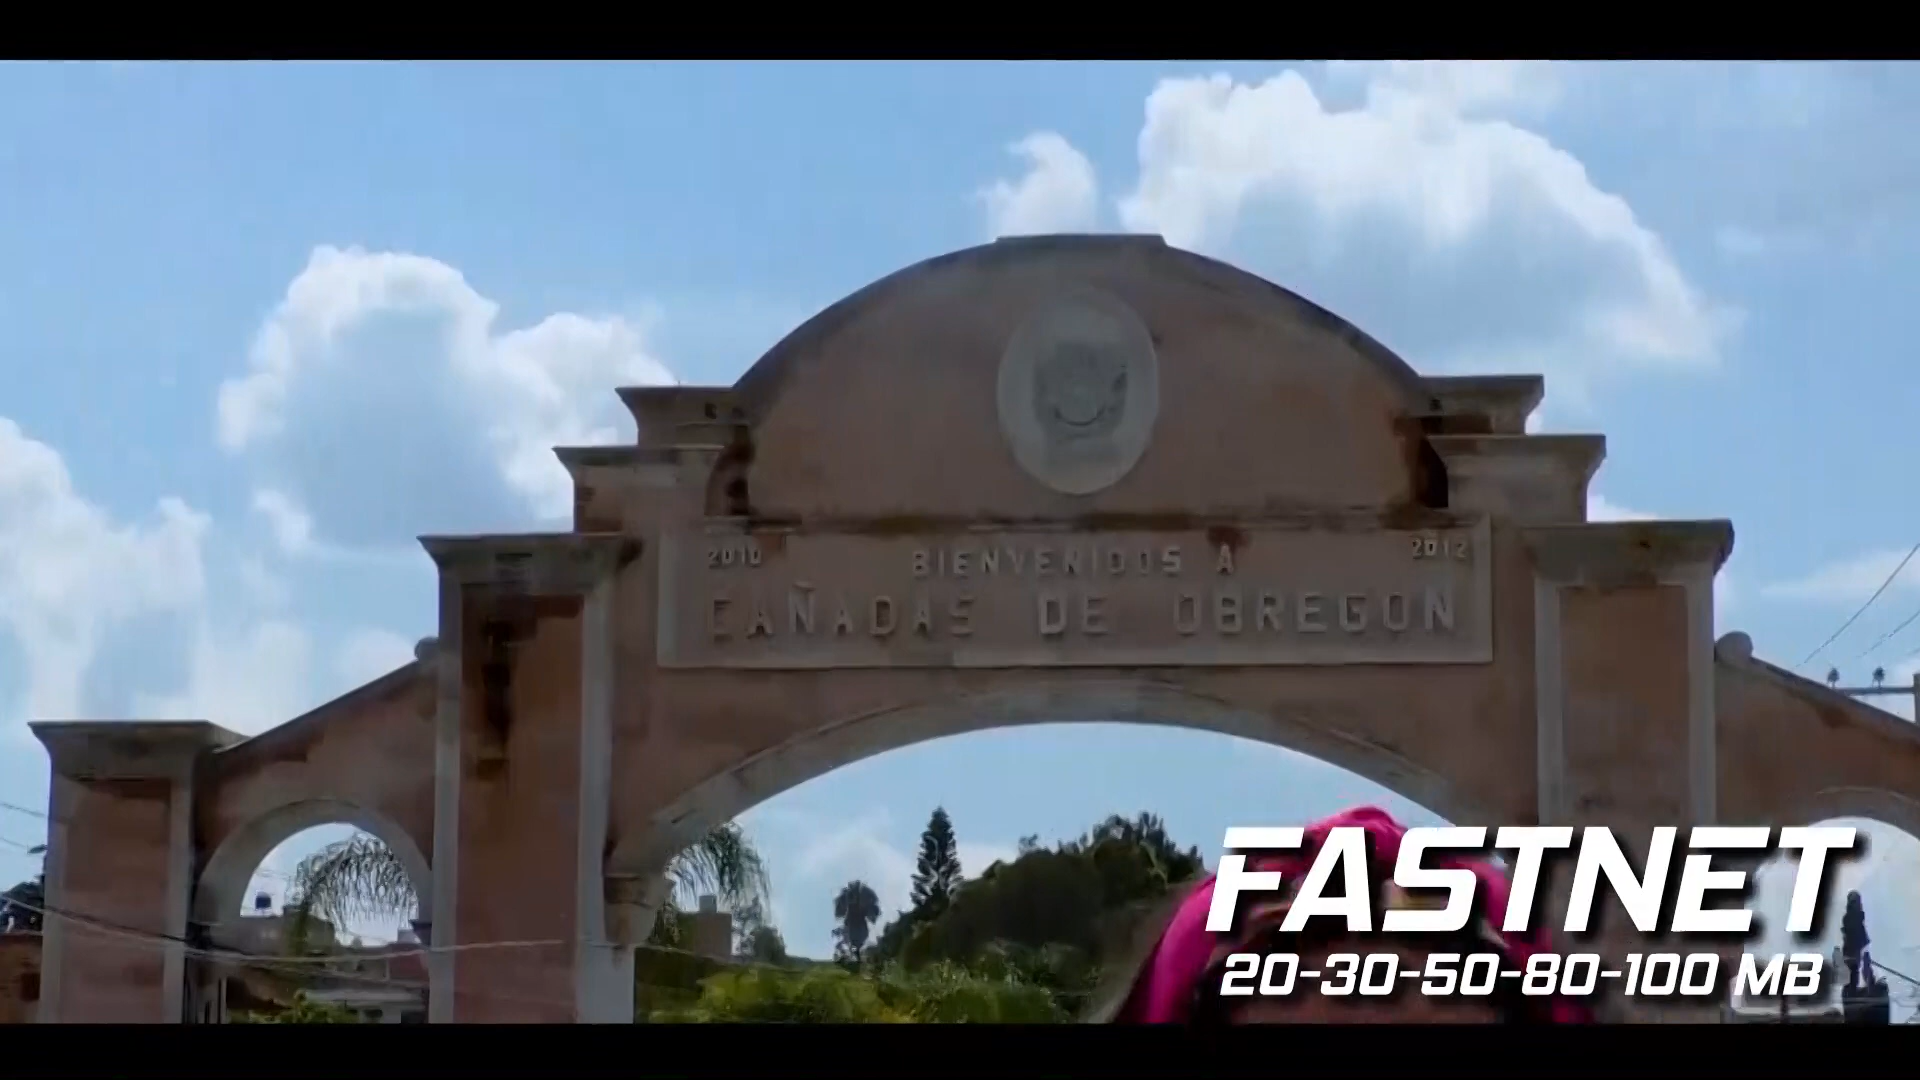 2010 BIENVENIDOS A 2012
CAÑADAS DE OBREGON
FASTNET
20-30-50-80-100 MB